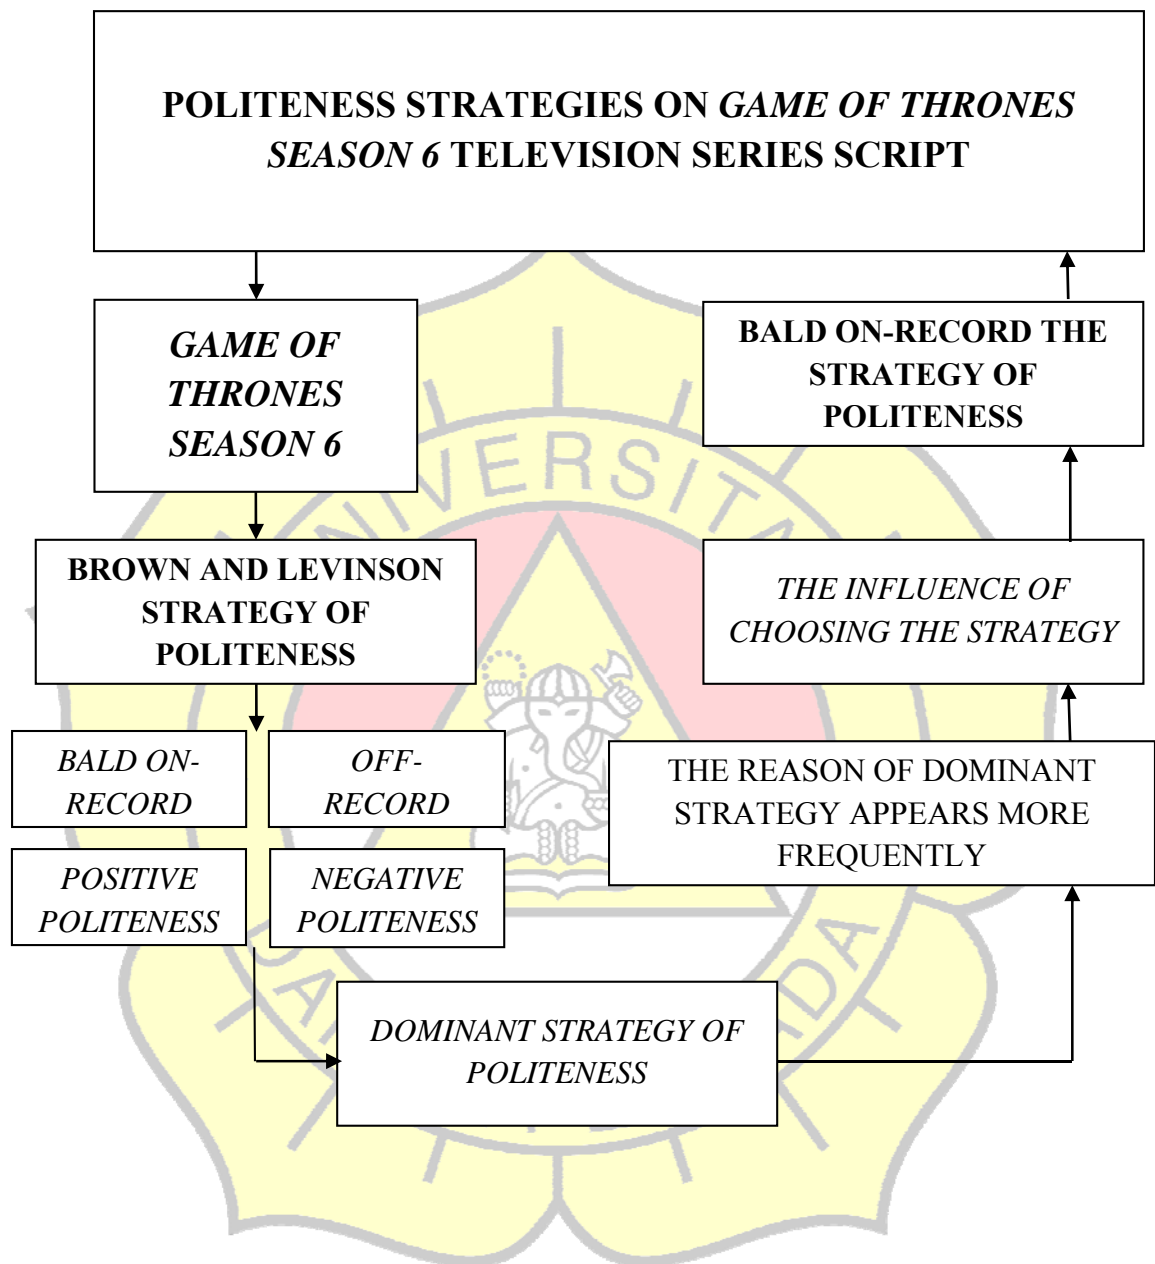 POLITENESS STRATEGIES ON GAME OF THRONES
SEASON 6 TELEVISION SERIES SCRIPT
GAME OF
THRONES
SEASON 6
BROWN AND LEVINSON
STRATEGY OF
POLITENESS
BALD ON-
RECORD
OFF-
RECORD
POSITIVE
POLITENESS
NEGATIVE
POLITENESS
DOMINANT STRATEGY OF
POLITENESS
THE REASON OF DOMINANT
STRATEGY APPEARS MORE
FREQUENTLY
THE INFLUENCE OF
CHOOSING THE STRATEGY
BALD ON-RECORD THE
STRATEGY OF
POLITENESS